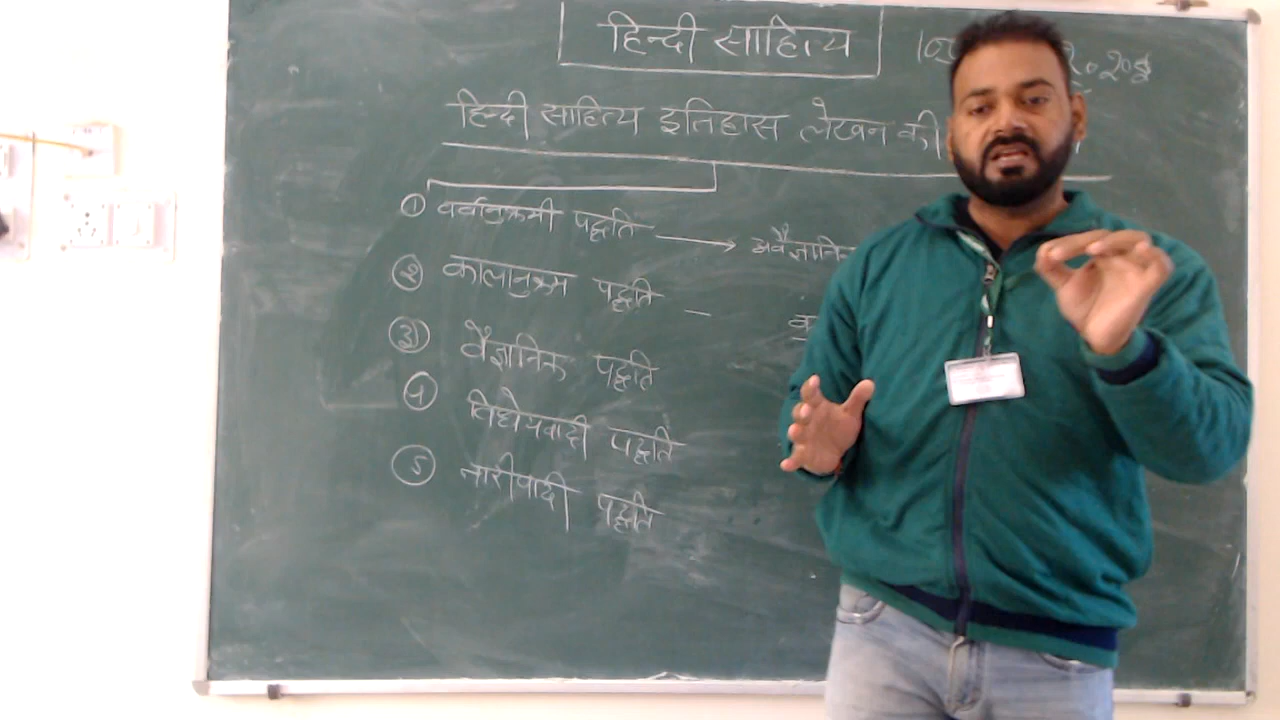 हिन्दी साहित्य
हिन्दी साहित्य इतिहास लेखन की
① वर्वानुक्रमी पद्धति → अवैज्ञानिक
② कालानुक्रम पद्धति –
③ वैज्ञानिक पद्धति
④ विधेयवादी पद्धति
⑤ नारीवादी पद्धति